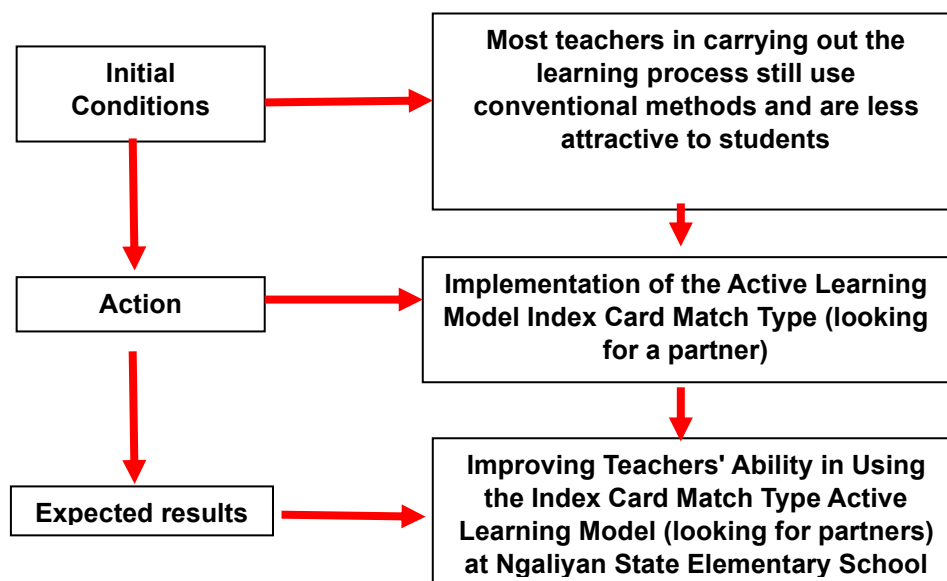 Initial
Conditions
Most teachers in carrying out the
learning process still use
conventional methods and are less
attractive to students
Action
Implementation of the Active Learning
Model Index Card Match Type (looking
for a partner)
Expected results
Improving Teachers' Ability in Using
the Index Card Match Type Active
Learning Model (looking for partners)
at Ngaliyan State Elementary School